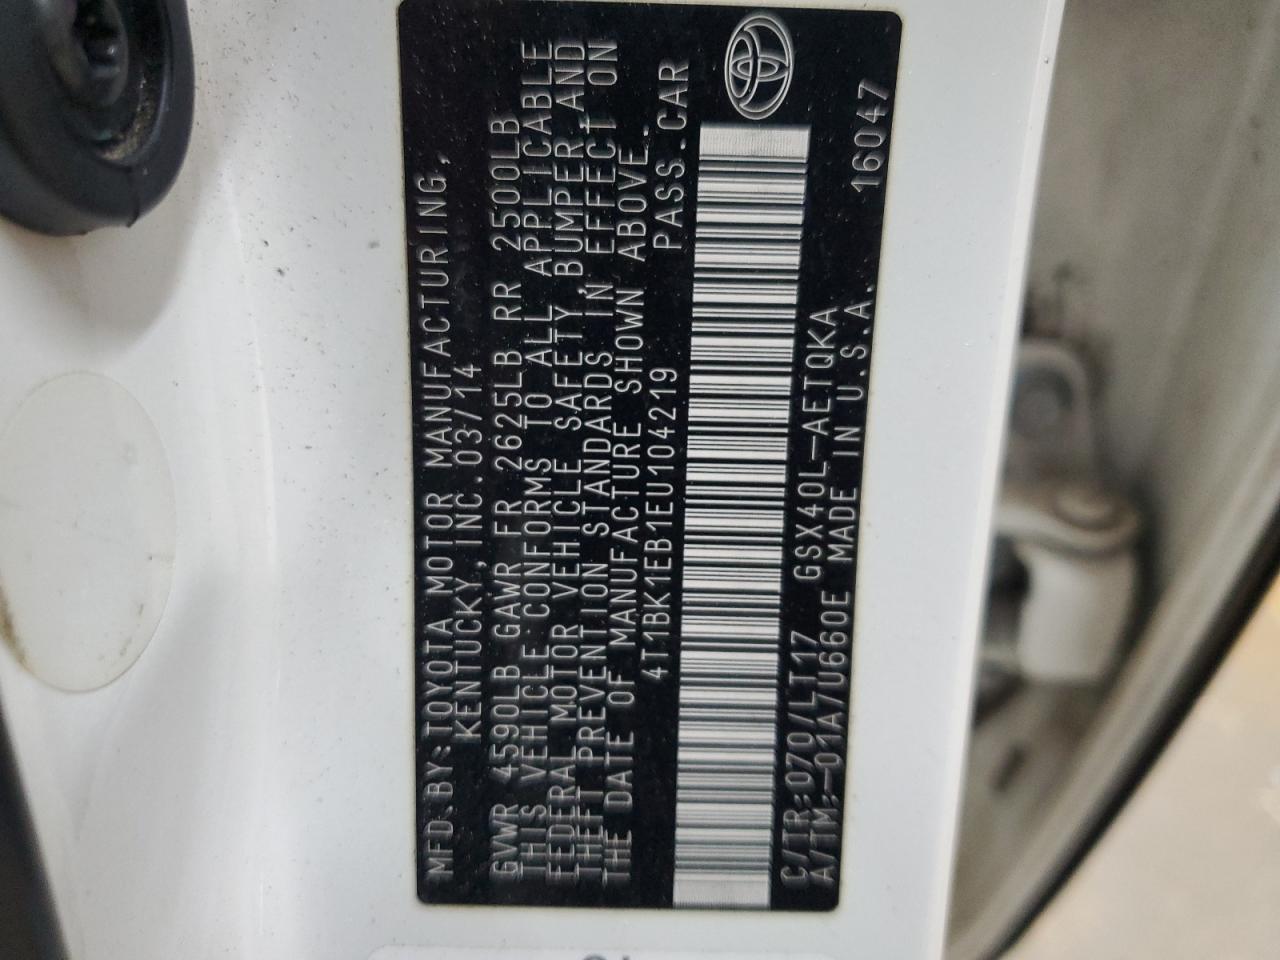 MFD.BY:TOYOTA MOTOR MANUFACTURING,
KENTUCKY,INC.03/14
GVWR 4590LB GAWR FR 2625LB RR 2500LB
THIS VEHICLE CONFORMS TO ALL APPLICABLE
FEDERAL MOTOR VEHICLE SAFETY,BUMPER,AND
THEFT PREVENTION STANDARDS IN EFFECT ON
THE DATE OF MANUFACTURE SHOWN ABOVE.
4T1BK1EB1EU104219 PASS.CAR
C/TR:070/LT17 GSX40L-AETQKA
A/TM:-01A/U660E MADE IN U.S.A. 16047